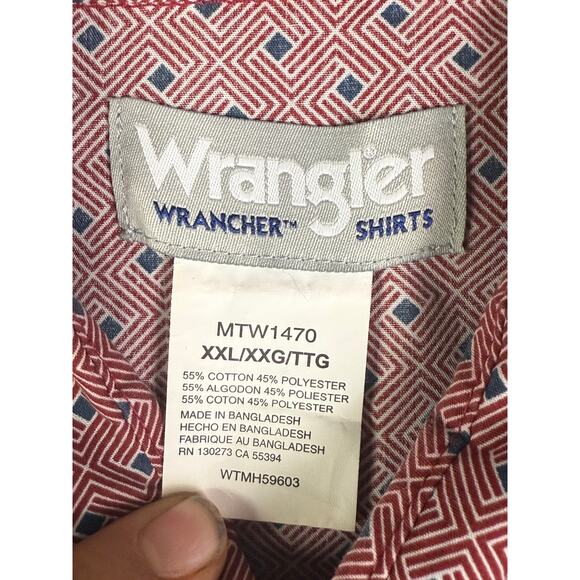 Wrangler®
WRANCHER™ SHIRTS
MTW1470
XXL/XXG/TTG
55% COTTON 45% POLYESTER
55% ALGODON 45% POLIESTER
55% COTON 45% POLYESTER
MADE IN BANGLADESH
HECHO EN BANGLADESH
FABRIQUE AU BANGLADESH
RN 130273 CA 55394
WTMH59603